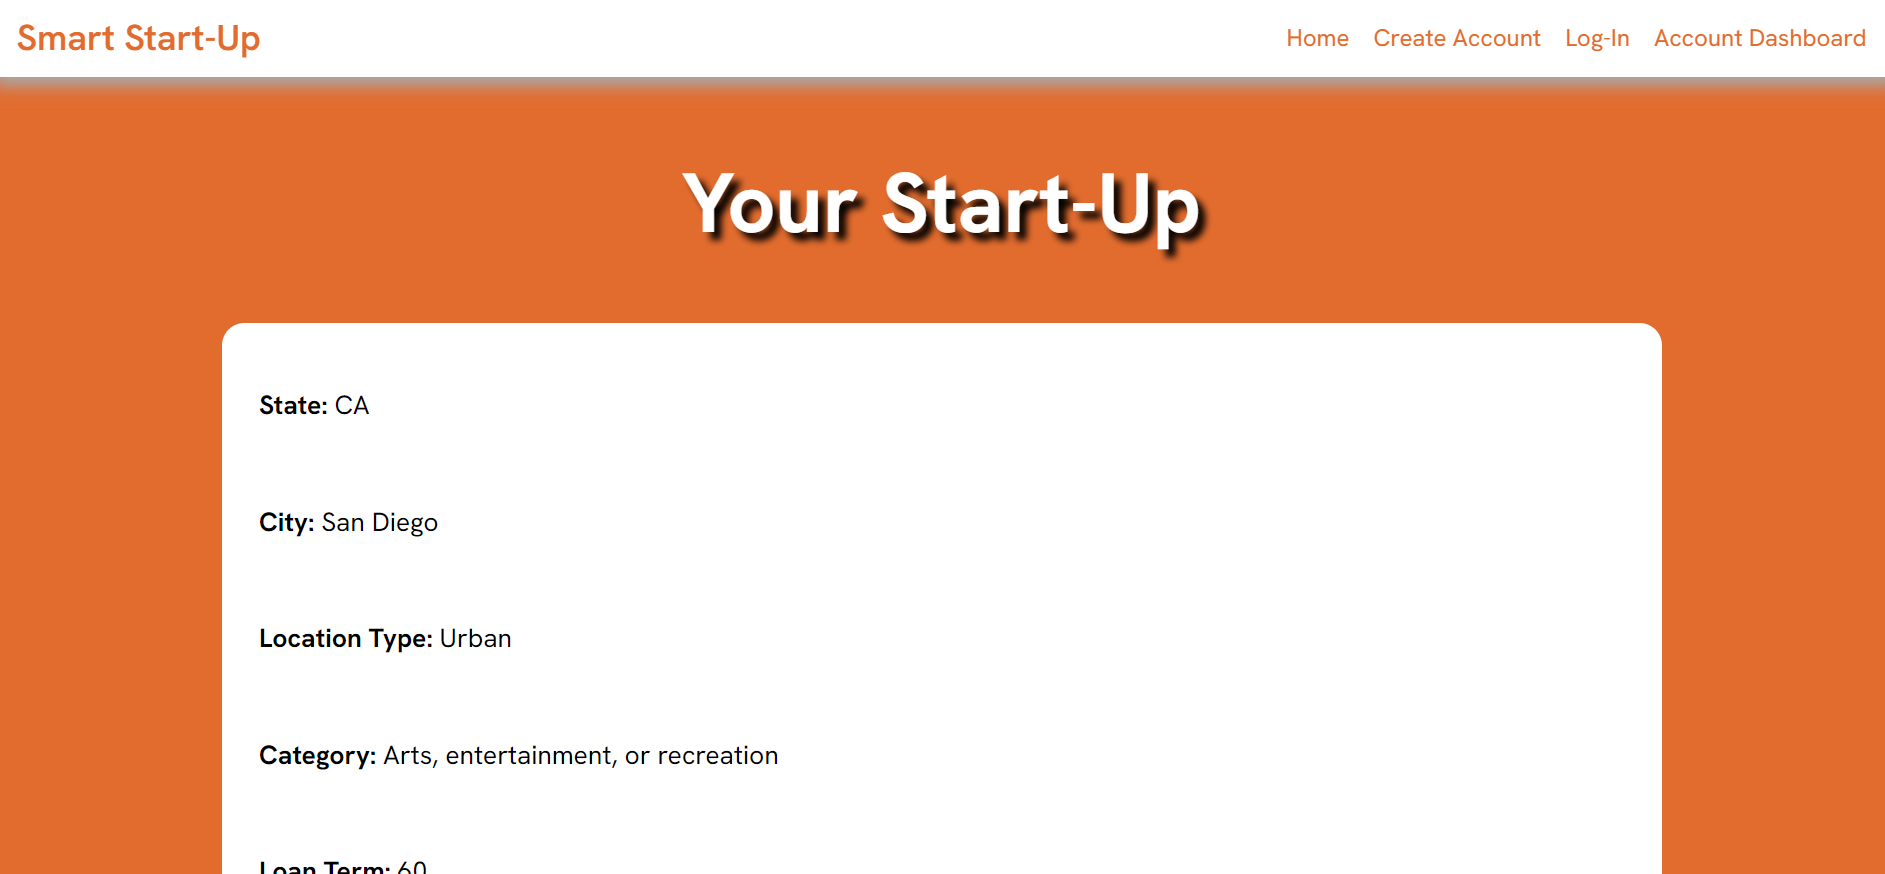 Smart Start-Up Home Create Account Log-In Account Dashboard
Your Start-Up
State: CA
City: San Diego
Location Type: Urban
Category: Arts, entertainment, or recreation
Loan Term: 60